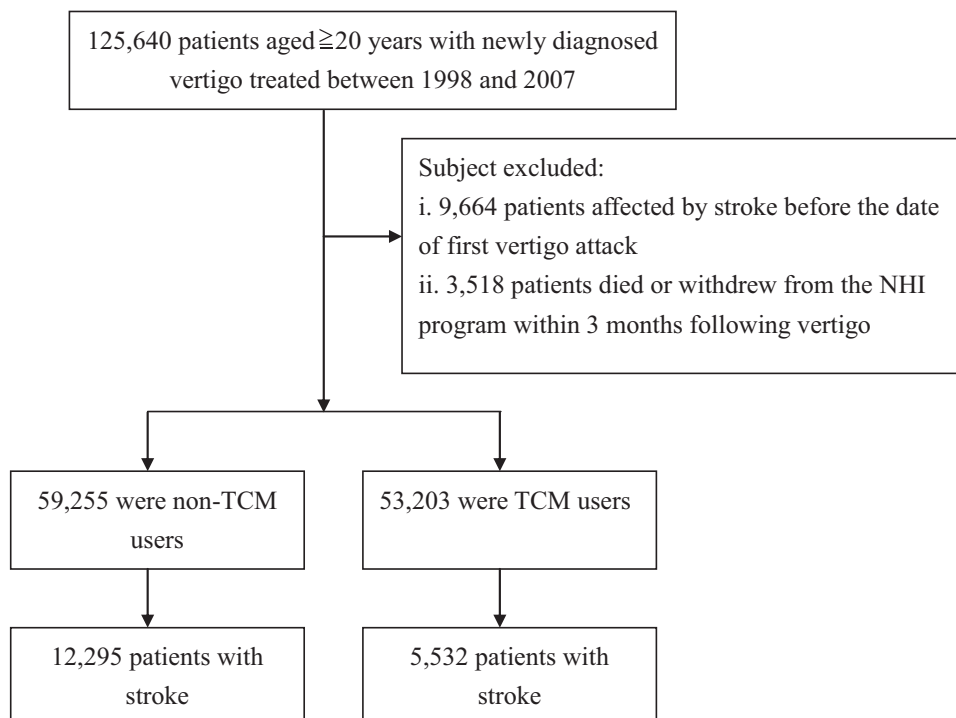 125,640 patients aged≧20 years with newly diagnosed
vertigo treated between 1998 and 2007
Subject excluded:
i. 9,664 patients affected by stroke before the date
of first vertigo attack
ii. 3,518 patients died or withdrew from the NHI
program within 3 months following vertigo
59,255 were non-TCM
users
53,203 were TCM users
12,295 patients with
stroke
5,532 patients with
stroke